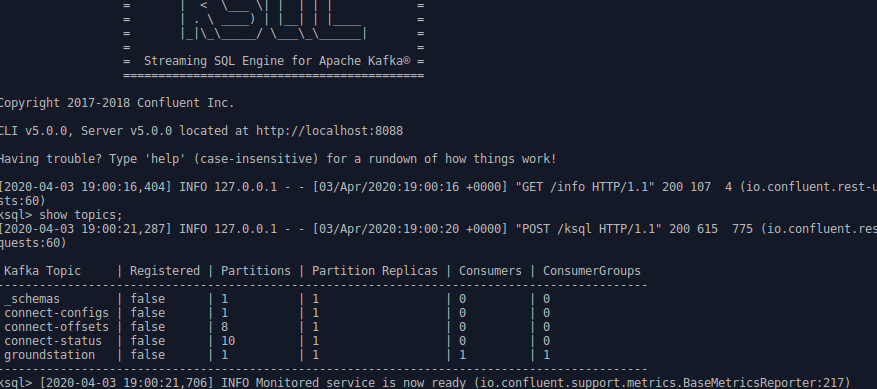 =       |  <  \___ \| |  | | |            =
=       | . \ ____) | |__| | |____        =
=       |_|\_\_____/ \___\_\______|       =
=                                         =
=  Streaming SQL Engine for Apache Kafka® =
===========================================
Copyright 2017-2018 Confluent Inc.
CLI v5.0.0, Server v5.0.0 located at http://localhost:8088
Having trouble? Type 'help' (case-insensitive) for a rundown of how things work!
[2020-04-03 19:00:16,404] INFO 127.0.0.1 - - [03/Apr/2020:19:00:16 +0000] "GET /info HTTP/1.1" 200 107  4 (io.confluent.rest-u
sts:60)
ksql> show topics;
[2020-04-03 19:00:21,287] INFO 127.0.0.1 - - [03/Apr/2020:19:00:20 +0000] "POST /ksql HTTP/1.1" 200 615  775 (io.confluent.res
quests:60)
Kafka Topic     | Registered | Partitions | Partition Replicas | Consumers | ConsumerGroups
------------------------------------------------------------------------------------------
_schemas        | false      | 1          | 1                  | 0         | 0
connect-configs | false      | 1          | 1                  | 0         | 0
connect-offsets | false      | 8          | 1                  | 0         | 0
connect-status  | false      | 10         | 1                  | 0         | 0
groundstation   | false      | 1          | 1                  | 1         | 1
------------------------------------------------------------------------------------------
ksql> [2020-04-03 19:00:21,706] INFO Monitored service is now ready (io.confluent.support.metrics.BaseMetricsReporter:217)